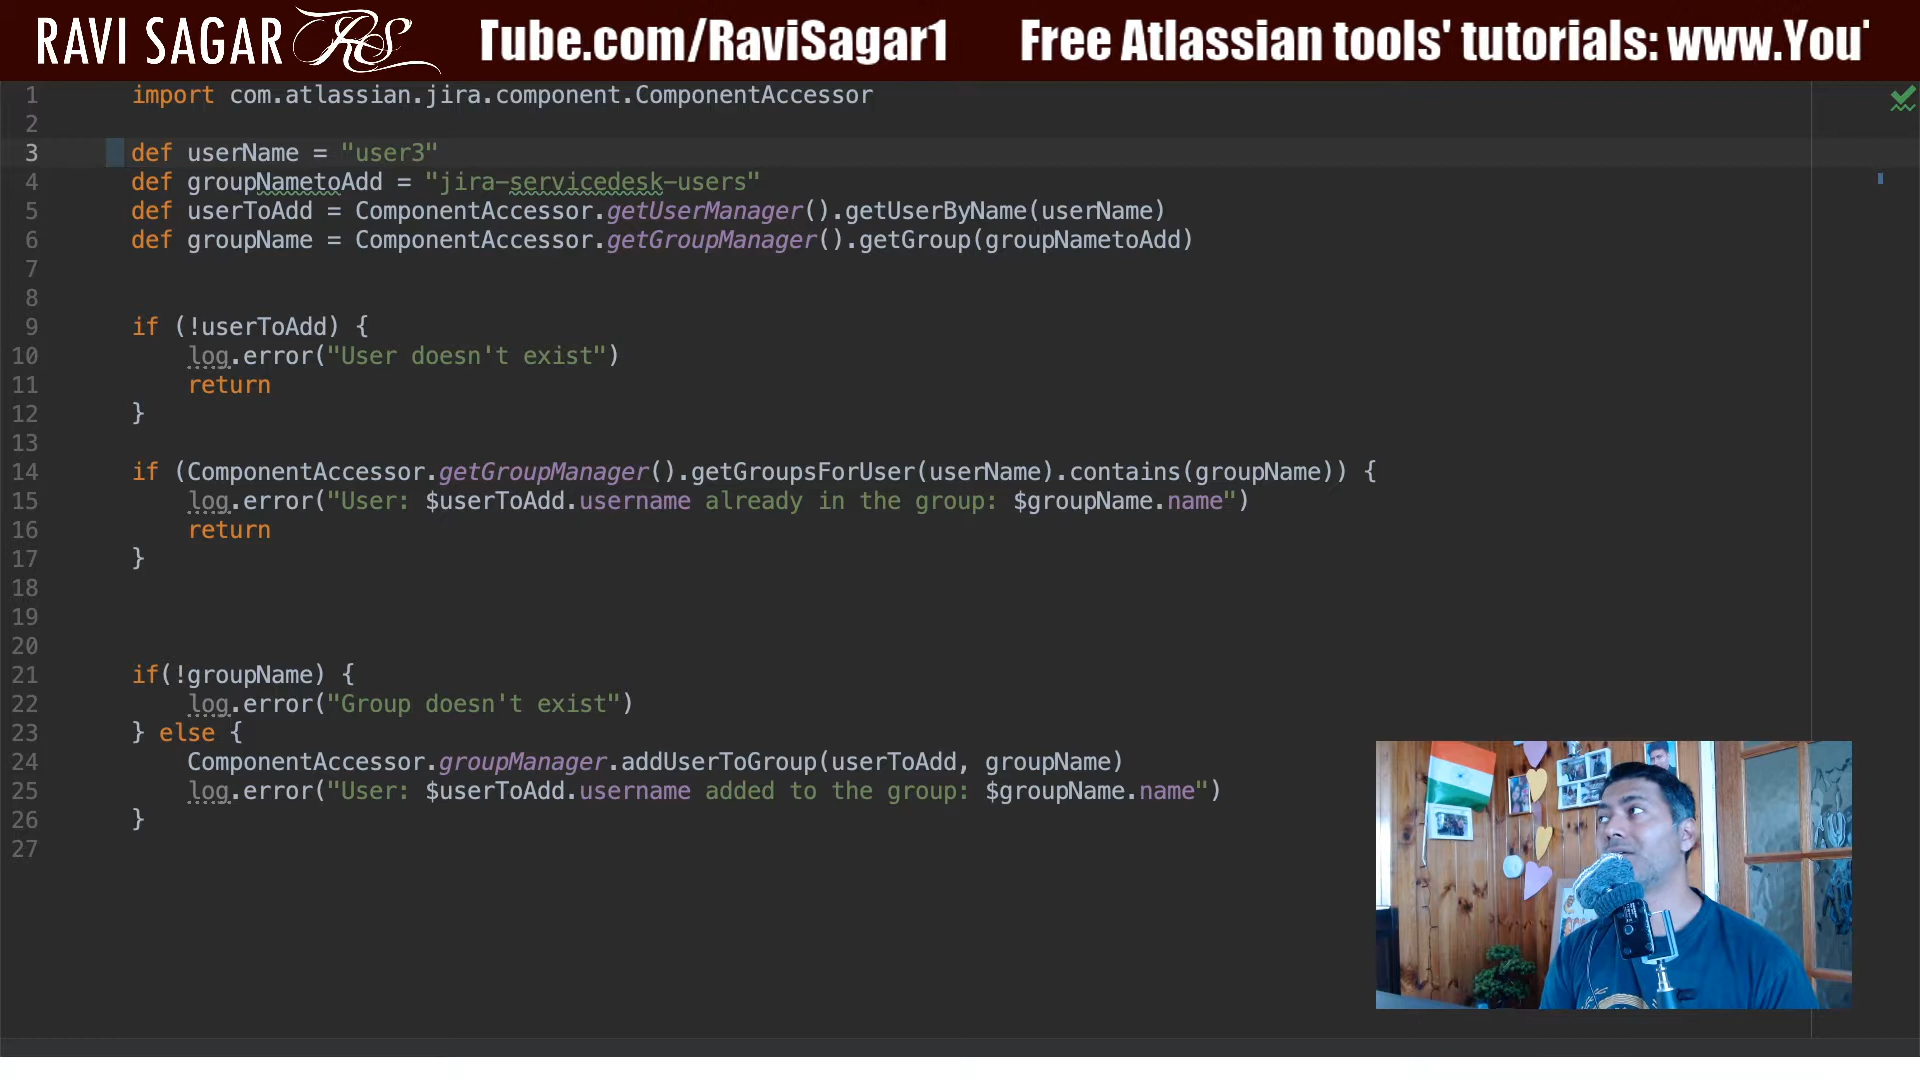 RAVI SAGAR RS Tube.com/RaviSagar1 Free Atlassian tools' tutorials: www.You
1 import com.atlassian.jira.component.ComponentAccessor
2
3 def userName = "user3"
4 def groupNametoAdd = "jira-servicedesk-users"
5 def userToAdd = ComponentAccessor.getUserManager().getUserByName(userName)
6 def groupName = ComponentAccessor.getGroupManager().getGroup(groupNametoAdd)
7
8
9 if (!userToAdd) {
10 log.error("User doesn't exist")
11 return
12 }
13
14 if (ComponentAccessor.getGroupManager().getGroupsForUser(userName).contains(groupName)) {
15 log.error("User: $userToAdd.username already in the group: $groupName.name")
16 return
17 }
18
19
20
21 if(!groupName) {
22 log.error("Group doesn't exist")
23 } else {
24 ComponentAccessor.groupManager.addUserToGroup(userToAdd, groupName)
25 log.error("User: $userToAdd.username added to the group: $groupName.name")
26 }
27